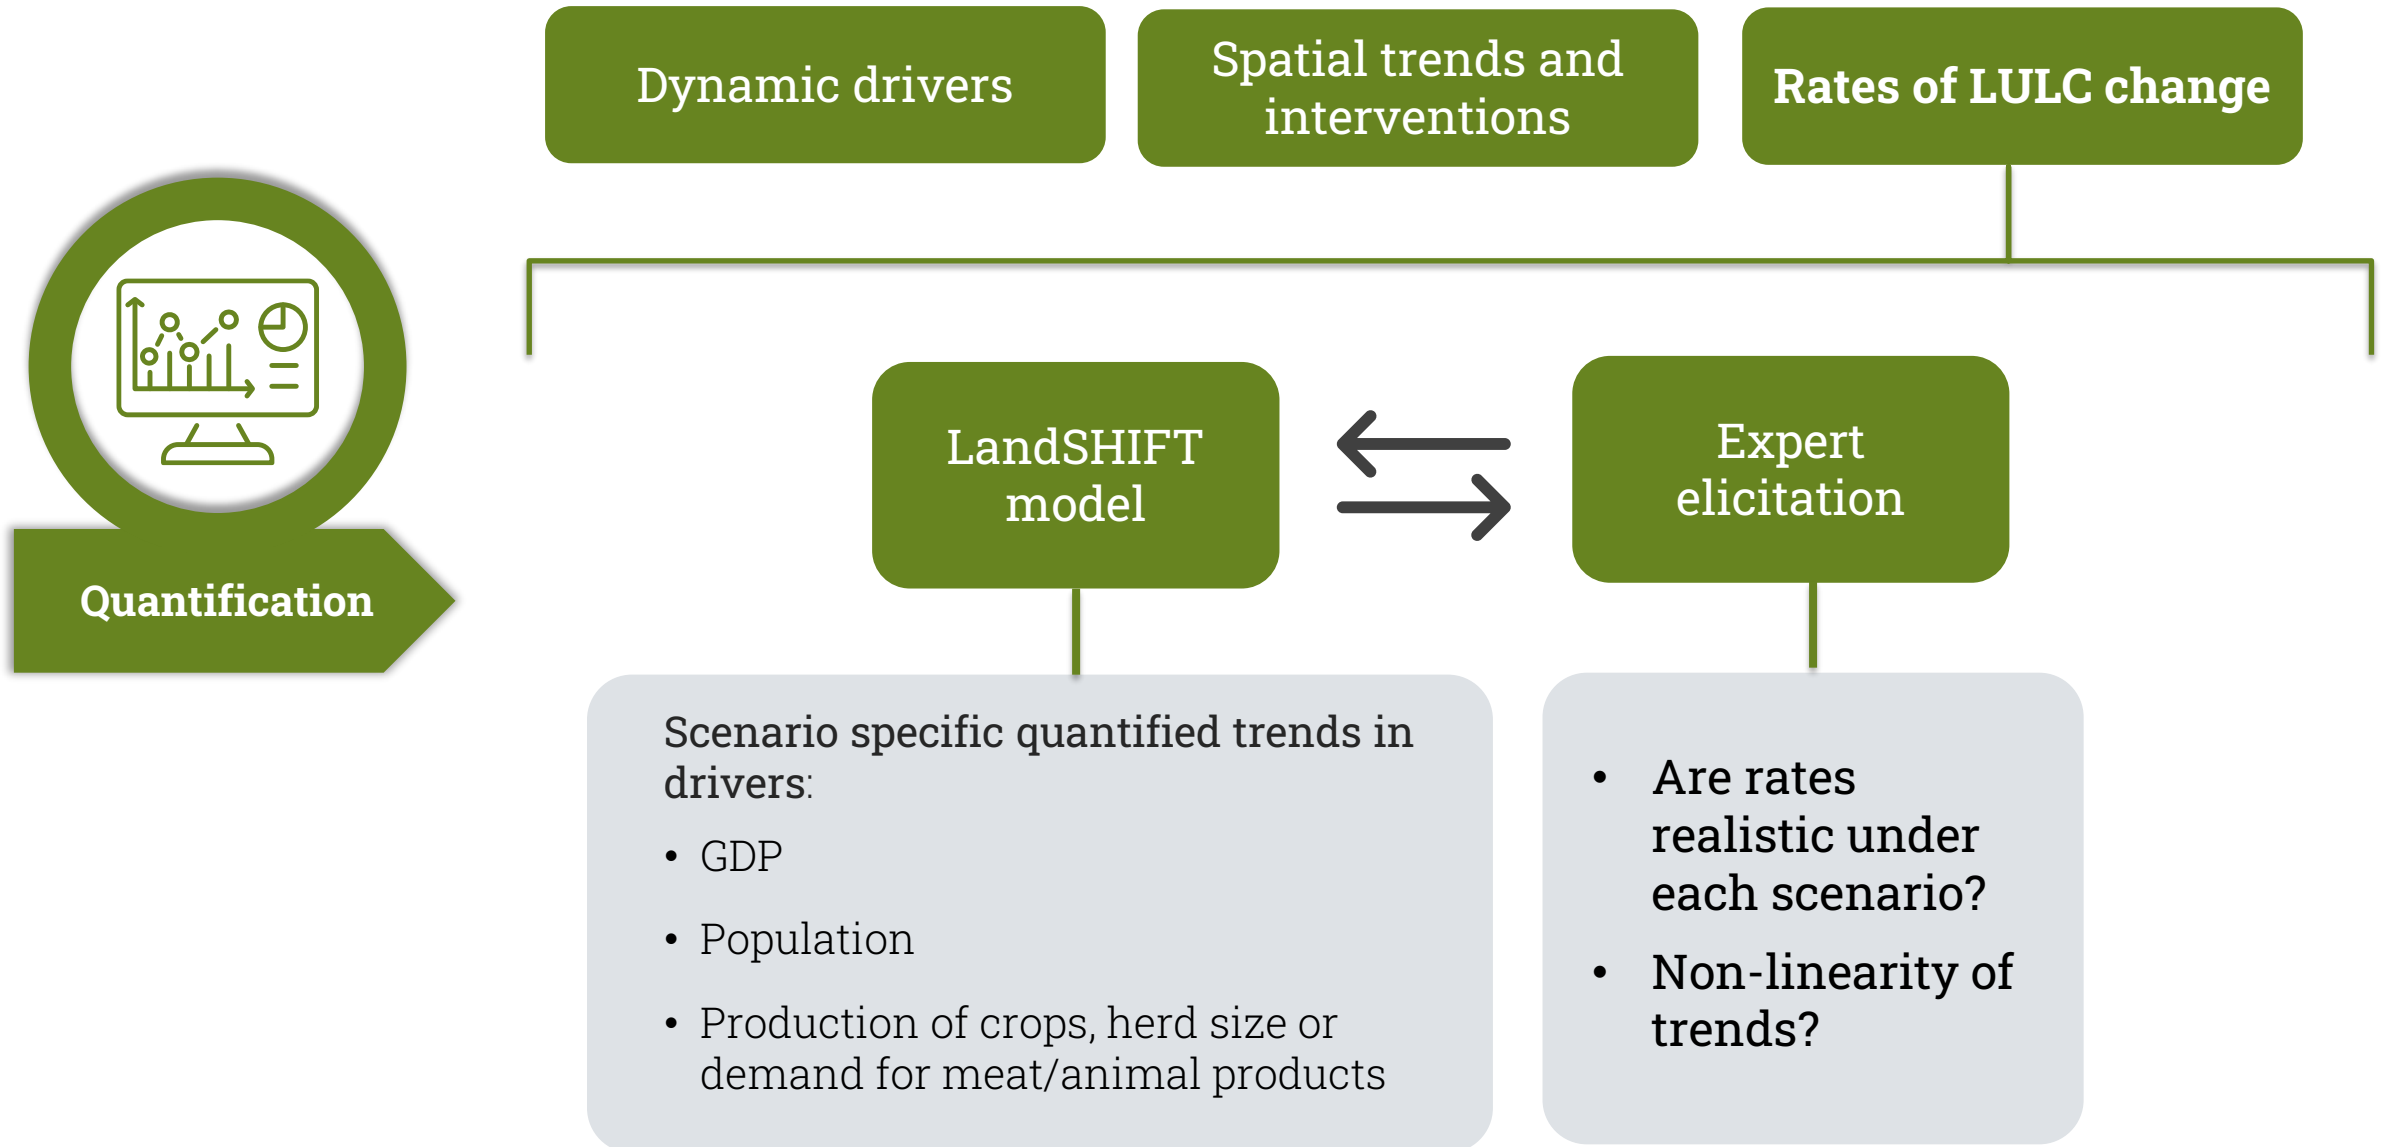 Dynamic drivers
Spatial trends and
interventions
Rates of LULC change
Quantification
LandSHIFT
model
Expert
elicitation
Scenario specific quantified trends in
drivers:
• GDP
• Population
• Production of crops, herd size or
demand for meat/animal products
• Are rates
realistic under
each scenario?
• Non-linearity of
trends?